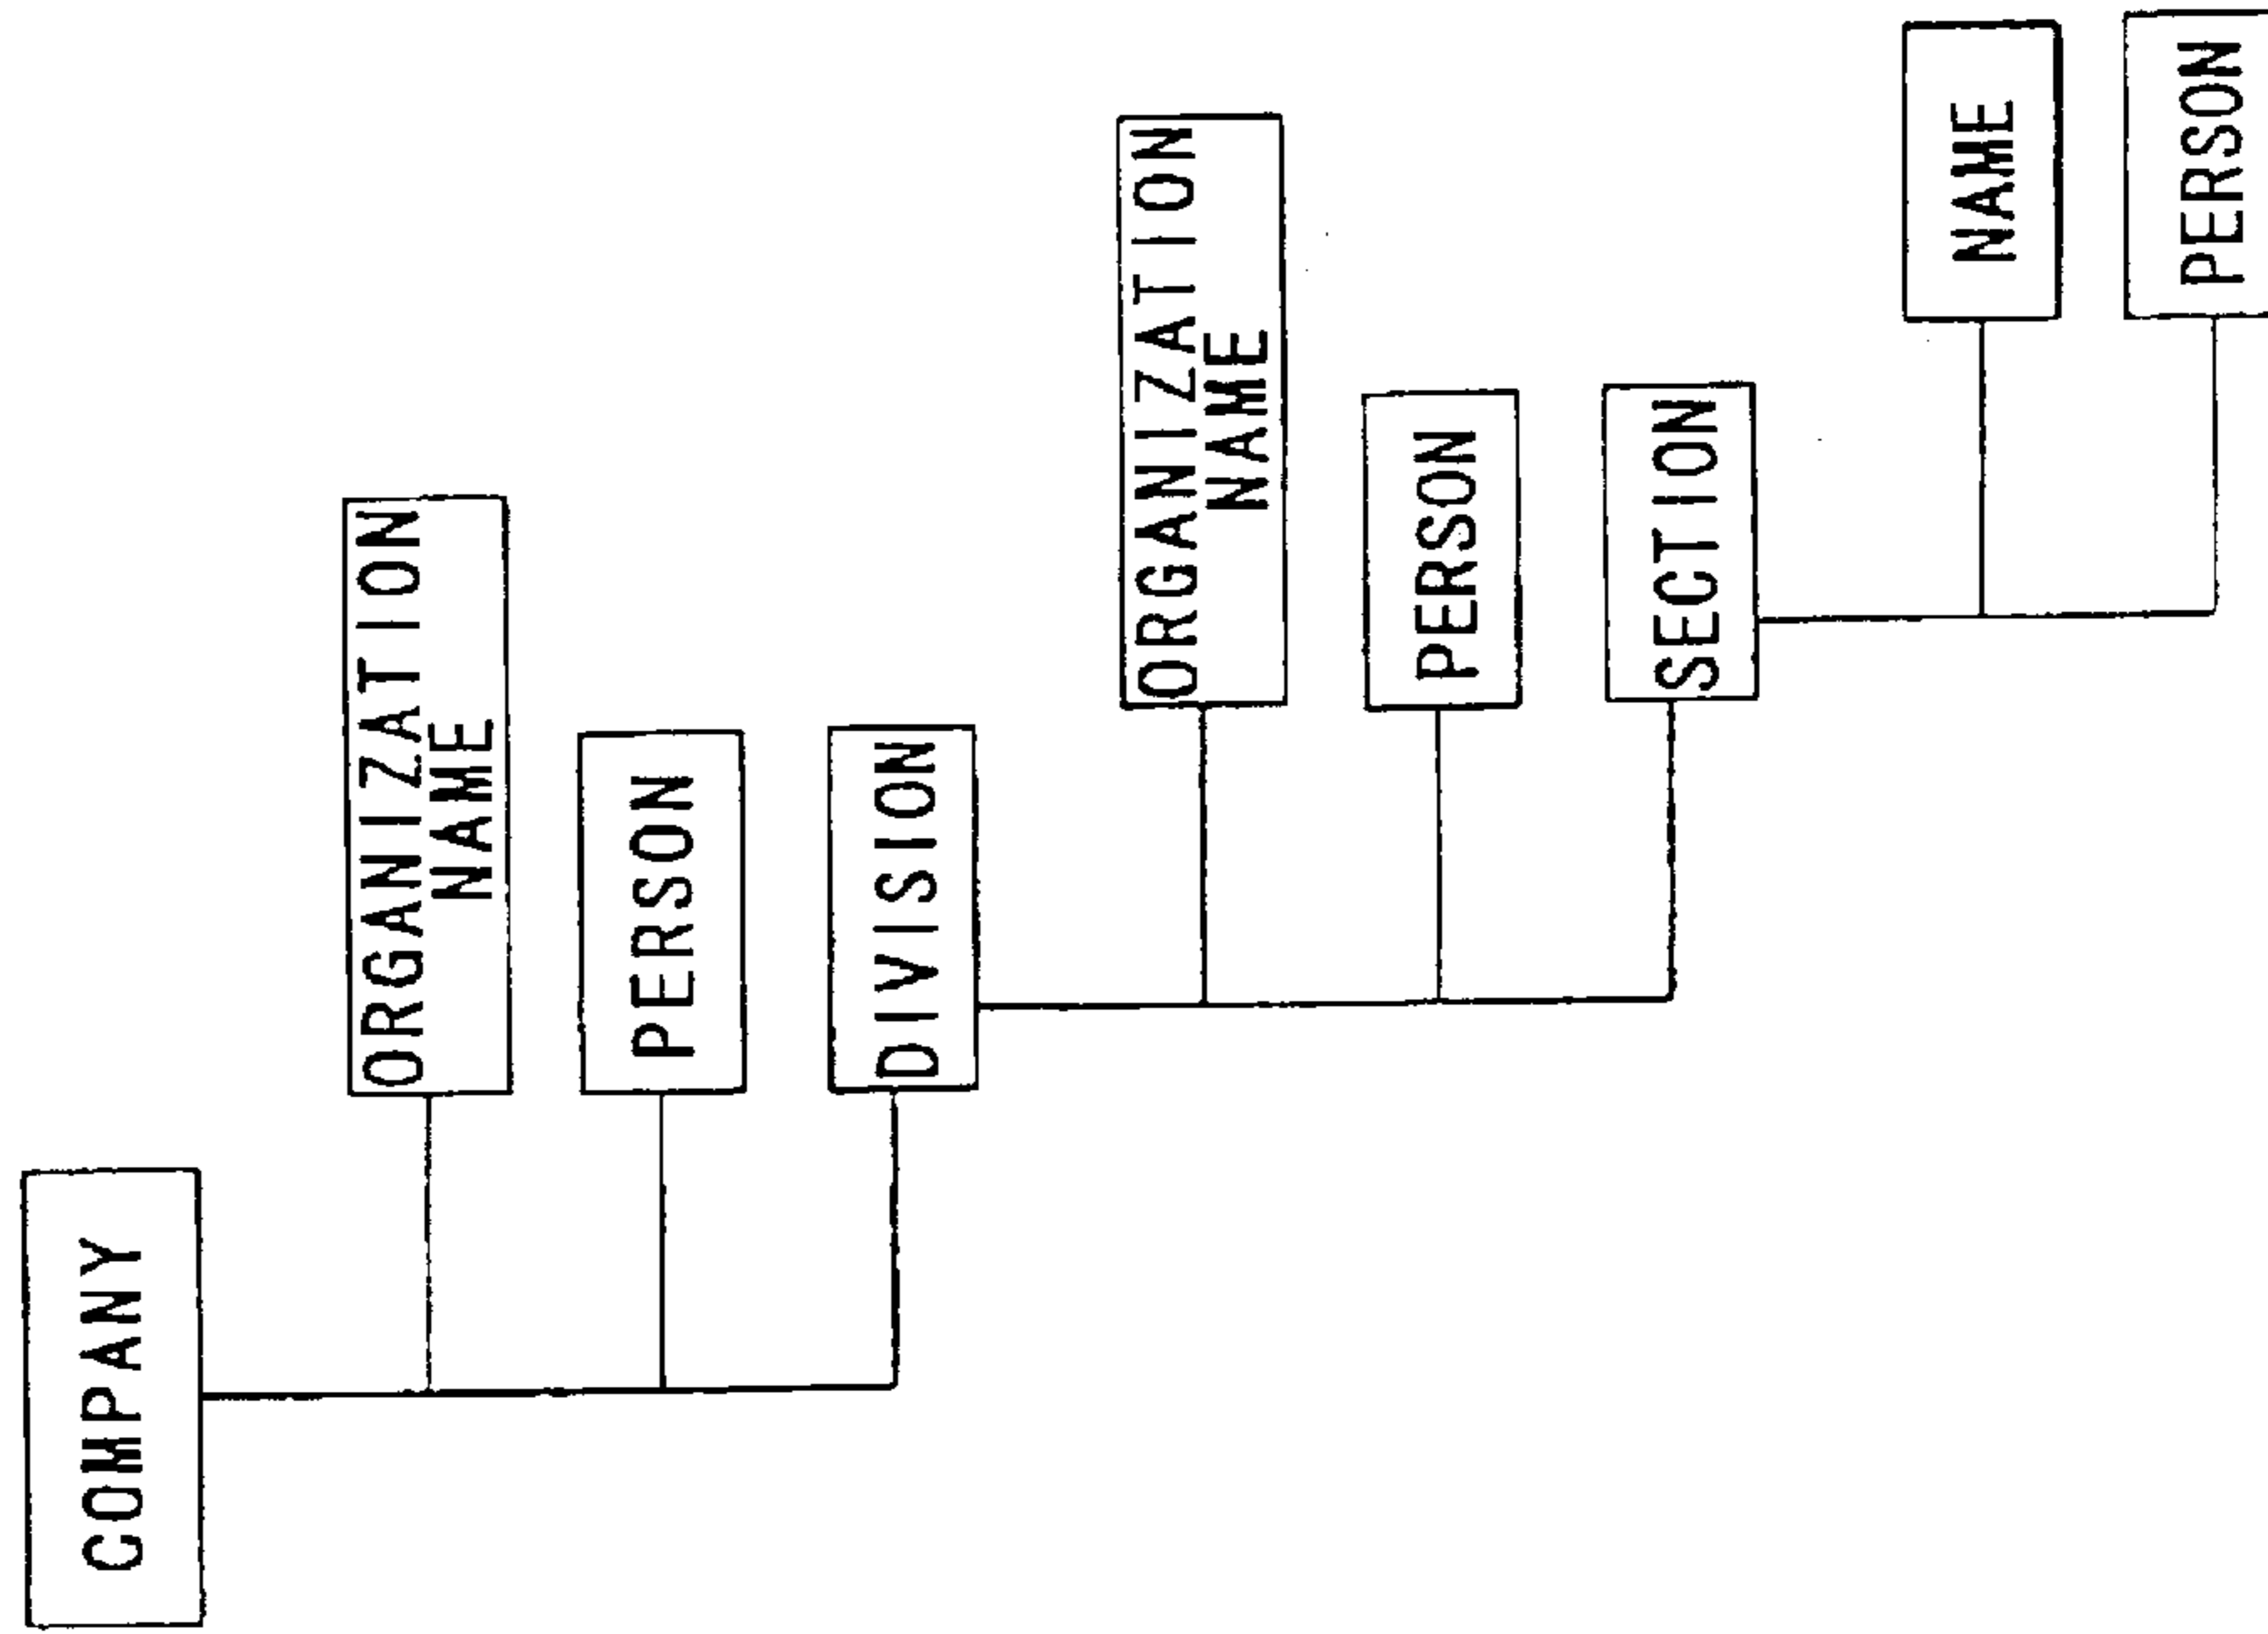 COMPANY
ORGANIZATION
NAME
PERSON
DIVISION
ORGANIZATION
NAME
PERSON
SECTION
NAME
PERSON